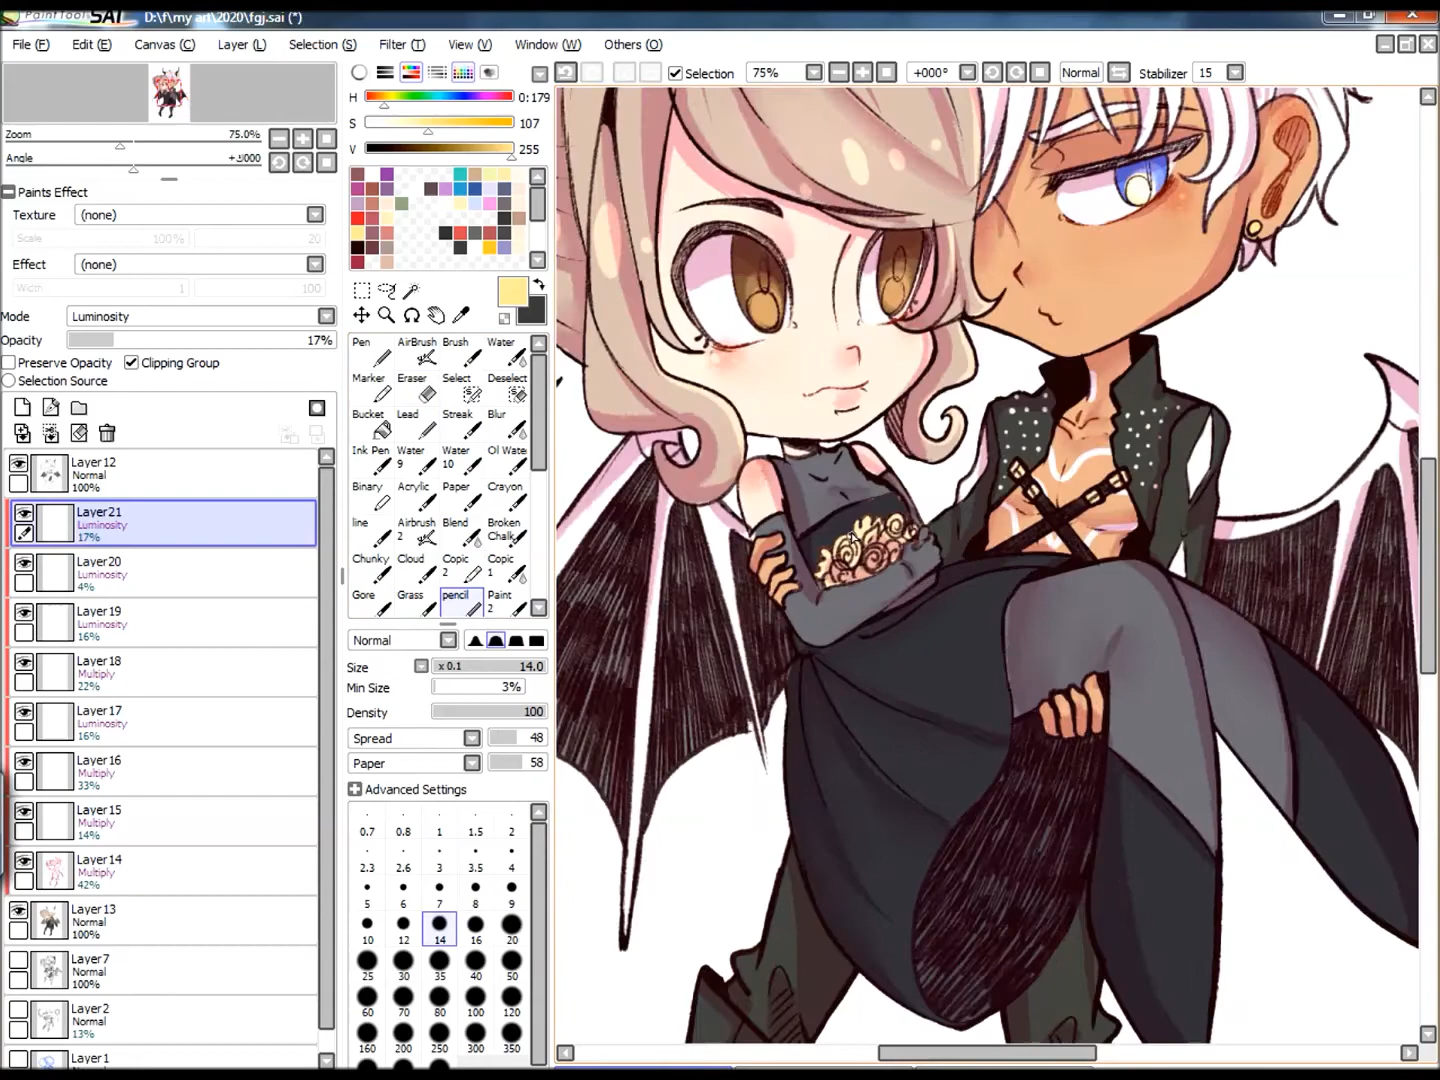 PaintTool SAI D:\f\my art\2020\fgj.sai (*)
File (F) Edit (E) Canvas (C) Layer (L) Selection (S) Filter (T) View (V) Window (W) Others (O)
Selection 75% +000° Normal Stabilizer 15
Zoom 75.0%
Angle
Paints Effect
Texture (none)
Scale 100% 20
Effect (none)
Width 1 100
Mode Luminosity
Opacity 17%
Preserve Opacity Clipping Group
Selection Source
Layer12
Normal
100%
Layer21
Luminosity
17%
Layer20
Luminosity
4%
Layer19
Luminosity
16%
Layer18
Multiply
22%
Layer17
Luminosity
16%
Layer16
Multiply
33%
Layer15
Multiply
14%
Layer14
Multiply
42%
Layer13
Normal
100%
Layer7
Normal
100%
Layer2
Normal
13%
Layer1
H 0:179
S 107
V 255
Pen AirBrush Brush Water
Marker Eraser Select Deselect
Bucket Lead Streak Blur
Ink Pen Water 9 Water 10 Oil Wate
Binary Acrylic Paper Crayon
line Airbrush 2 Blend Broken Chalk
Chunky Cloud Copic 2 Copic 1
Gore Grass pencil Paint 2
Normal
Size x 0.1 14.0
Min Size 3%
Density 100
Spread 48
Paper 58
Advanced Settings
0.7 0.8 1 1.5 2
2.3 2.6 3 3.5 4
5 6 7 8 9
10 12 14 16 20
25 30 35 40 50
60 70 80 100 120
160 200 250 300 350